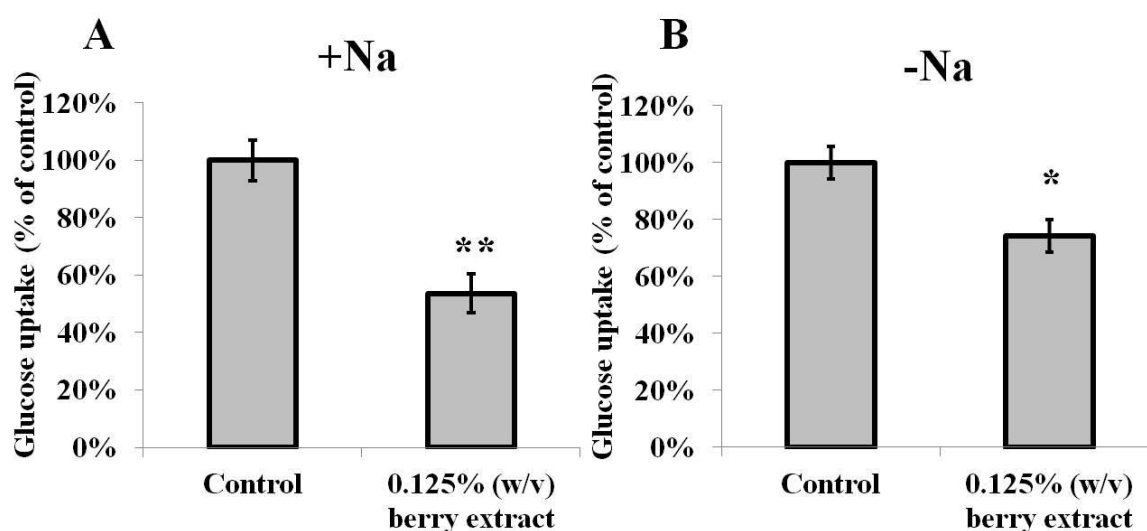 A
+Na
Glucose uptake (% of control)
120%
100%
80%
60%
40%
20%
0%
**
Control
0.125% (w/v)
berry extract
B
-Na
Glucose uptake (% of control)
120%
100%
80%
60%
40%
20%
0%
*
Control
0.125% (w/v)
berry extract